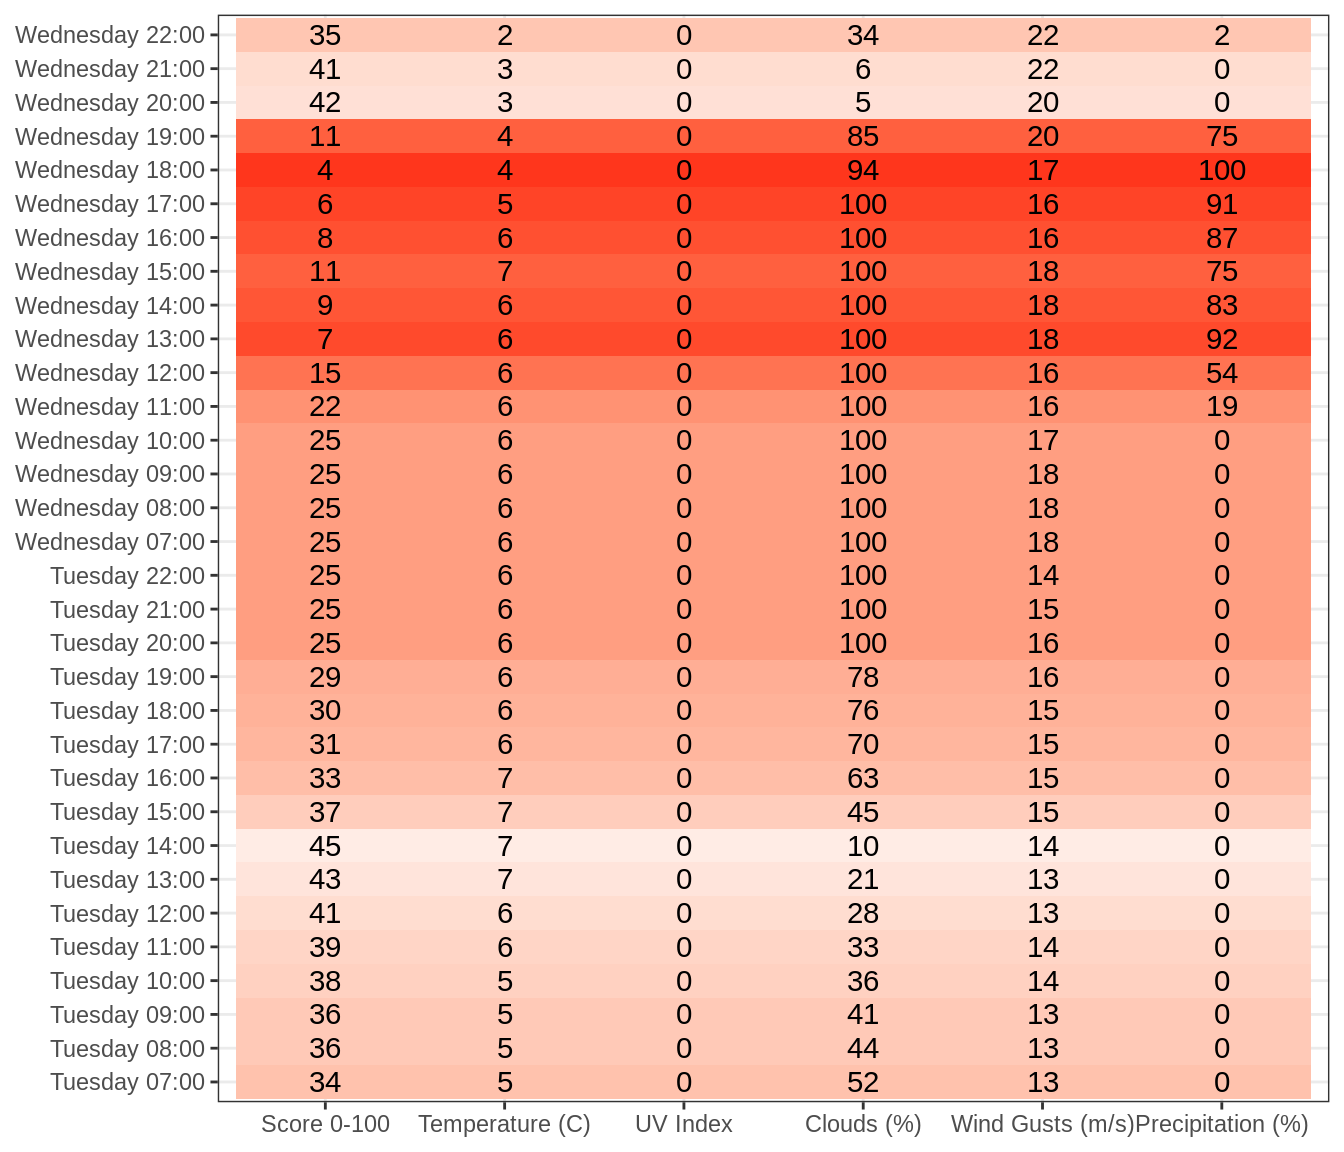 Wednesday 22:00 35 2 0 34 22 2
Wednesday 21:00 41 3 0 6 22 0
Wednesday 20:00 42 3 0 5 20 0
Wednesday 19:00 11 4 0 85 20 75
Wednesday 18:00 4 4 0 94 17 100
Wednesday 17:00 6 5 0 100 16 91
Wednesday 16:00 8 6 0 100 16 87
Wednesday 15:00 11 7 0 100 18 75
Wednesday 14:00 9 6 0 100 18 83
Wednesday 13:00 7 6 0 100 18 92
Wednesday 12:00 15 6 0 100 16 54
Wednesday 11:00 22 6 0 100 16 19
Wednesday 10:00 25 6 0 100 17 0
Wednesday 09:00 25 6 0 100 18 0
Wednesday 08:00 25 6 0 100 18 0
Wednesday 07:00 25 6 0 100 18 0
Tuesday 22:00 25 6 0 100 14 0
Tuesday 21:00 25 6 0 100 15 0
Tuesday 20:00 25 6 0 100 16 0
Tuesday 19:00 29 6 0 78 16 0
Tuesday 18:00 30 6 0 76 15 0
Tuesday 17:00 31 6 0 70 15 0
Tuesday 16:00 33 7 0 63 15 0
Tuesday 15:00 37 7 0 45 15 0
Tuesday 14:00 45 7 0 10 14 0
Tuesday 13:00 43 7 0 21 13 0
Tuesday 12:00 41 6 0 28 13 0
Tuesday 11:00 39 6 0 33 14 0
Tuesday 10:00 38 5 0 36 14 0
Tuesday 09:00 36 5 0 41 13 0
Tuesday 08:00 36 5 0 44 13 0
Tuesday 07:00 34 5 0 52 13 0
Score 0-100 Temperature (C) UV Index Clouds (%) Wind Gusts (m/s) Precipitation (%)